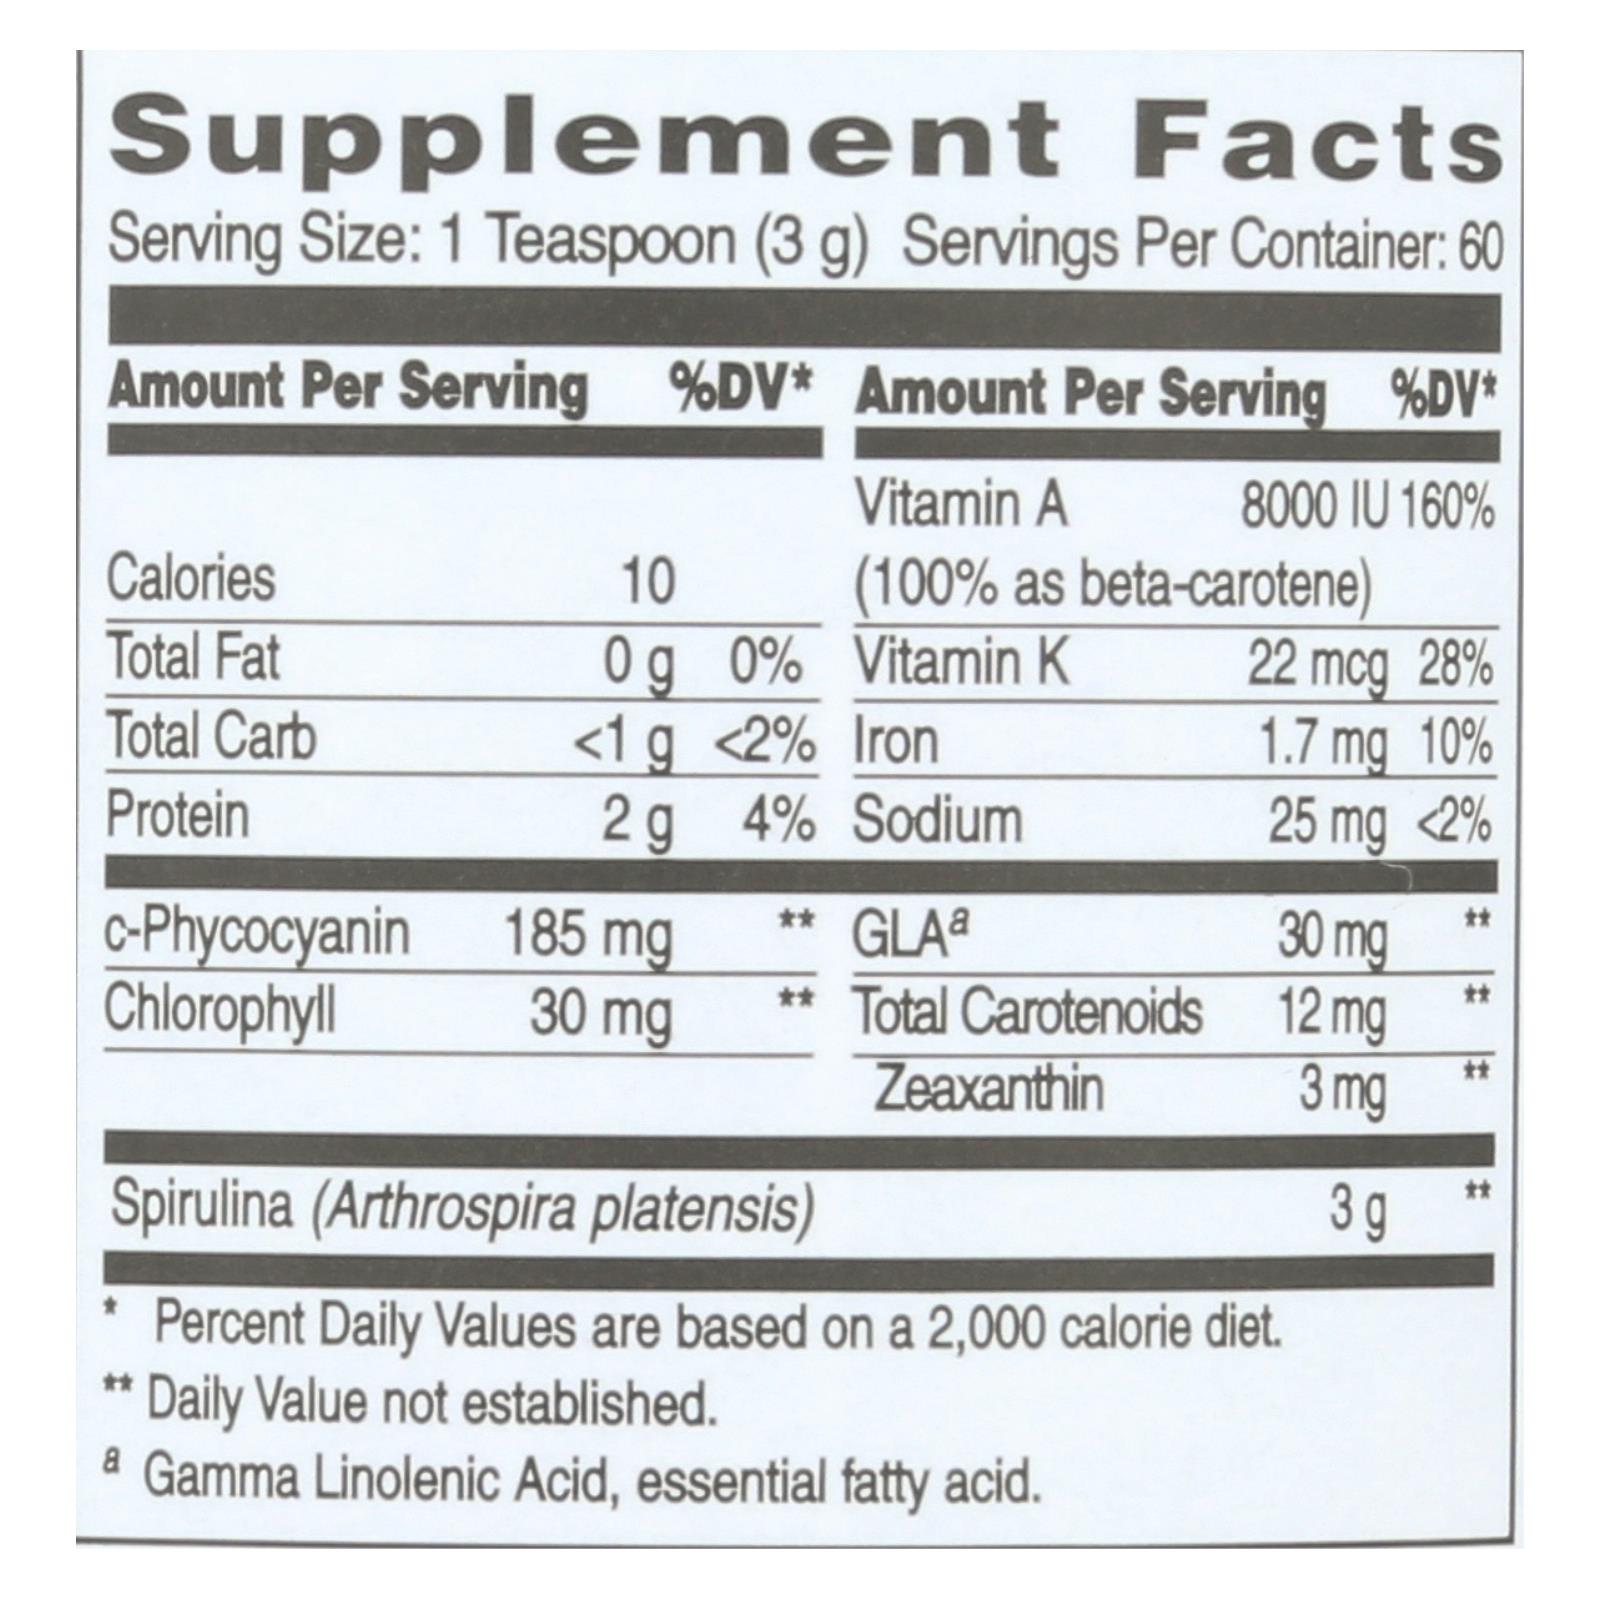 Supplement Facts
Serving Size: 1 Teaspoon (3 g) Servings Per Container: 60
Amount Per Serving %DV* Amount Per Serving %DV*
Vitamin A 8000 IU 160%
Calories 10 (100% as beta-carotene)
Total Fat 0 g 0% Vitamin K 22 mcg 28%
Total Carb <1 g <2% Iron 1.7 mg 10%
Protein 2 g 4% Sodium 25 mg <2%
c-Phycocyanin 185 mg ** GLAª 30 mg **
Chlorophyll 30 mg ** Total Carotenoids 12 mg **
Zeaxanthin 3 mg **
Spirulina (Arthrospira platensis) 3 g **
* Percent Daily Values are based on a 2,000 calorie diet.
** Daily Value not established.
ª Gamma Linolenic Acid, essential fatty acid.